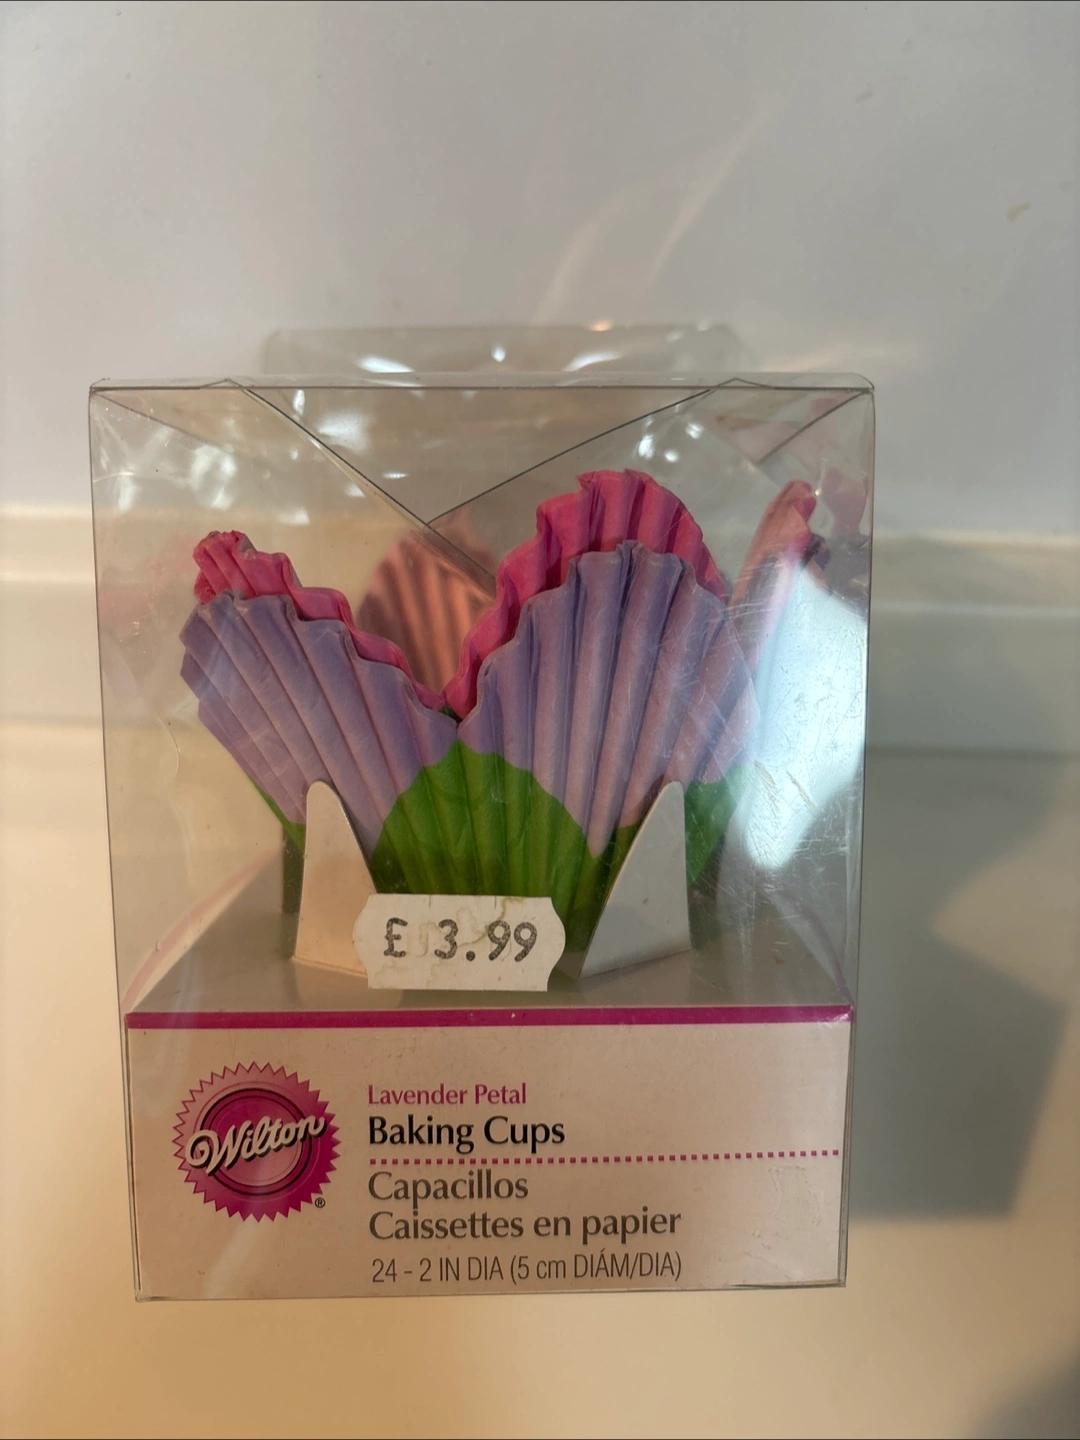 £ 3.99
Wilton®
Lavender Petal
Baking Cups
Capacillos
Caissettes en papier
24 - 2 IN DIA (5 cm DIÁM/DIA)